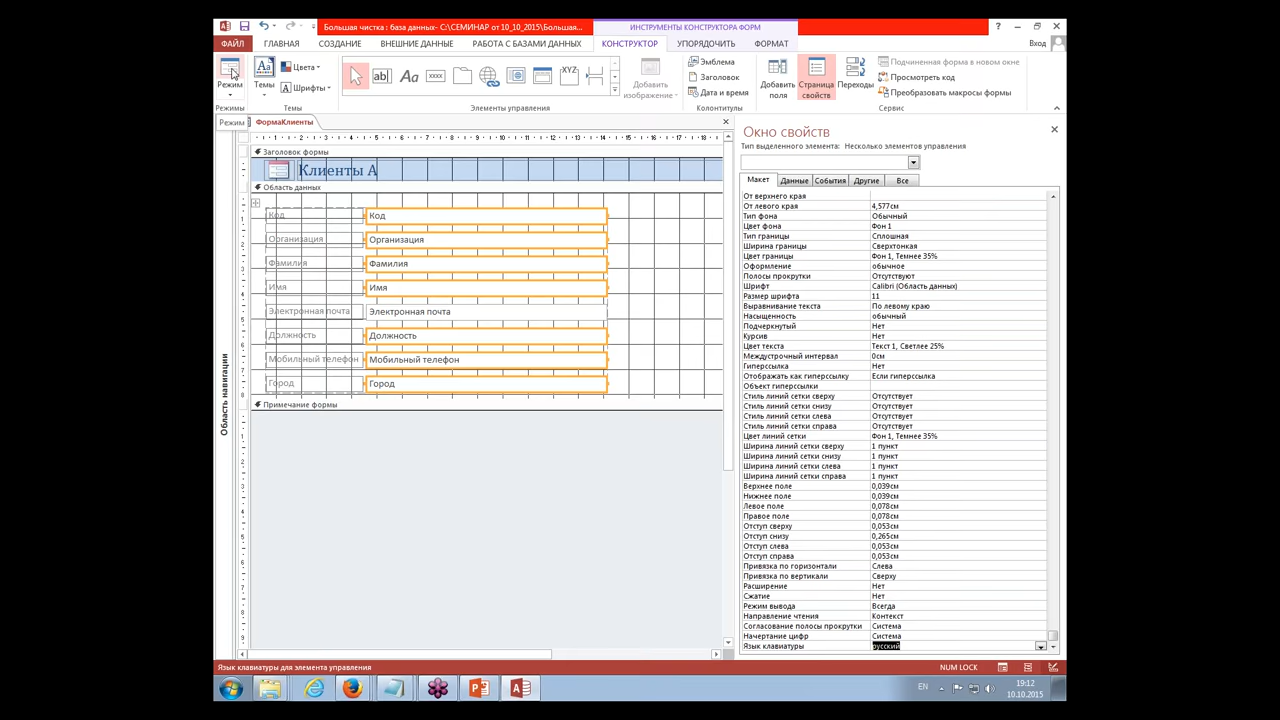 Большая чистка : база данных- C:\СЕМИНАР от 10_10_2015\Большая...
ИНСТРУМЕНТЫ КОНСТРУКТОРА ФОРМ
ФАЙЛ ГЛАВНАЯ СОЗДАНИЕ ВНЕШНИЕ ДАННЫЕ РАБОТА С БАЗАМИ ДАННЫХ КОНСТРУКТОР УПОРЯДОЧИТЬ ФОРМАТ Вход
Режим
Темы
Цвета
Шрифты
Добавить изображение
Эмблема
Заголовок
Дата и время
Добавить поля
Страница свойств
Переходы
Подчиненная форма в новом окне
Просмотреть код
Преобразовать макросы формы
Режимы Темы Элементы управления Колонтитулы Сервис
Режим
ФормаКлиенты
Заголовок формы
Клиенты А
Область данных
Код Код
Организация Организация
Фамилия Фамилия
Имя Имя
Электронная почта Электронная почта
Должность Должность
Мобильный телефон Мобильный телефон
Город Город
Примечание формы
Область навигации
Окно свойств
Тип выделенного элемента: Несколько элементов управления
Макет Данные События Другие Все
От верхнего края
От левого края 4,577см
Тип фона Обычный
Цвет фона Фон 1
Тип границы Сплошная
Ширина границы Сверхтонкая
Цвет границы Фон 1, Темнее 35%
Оформление обычное
Полосы прокрутки Отсутствуют
Шрифт Calibri (Область данных)
Размер шрифта 11
Выравнивание текста По левому краю
Насыщенность обычный
Подчеркнутый Нет
Курсив Нет
Цвет текста Текст 1, Светлее 25%
Междустрочный интервал 0см
Гиперссылка Нет
Отображать как гиперссылку Если гиперссылка
Объект гиперссылки
Стиль линий сетки сверху Отсутствует
Стиль линий сетки снизу Отсутствует
Стиль линий сетки слева Отсутствует
Стиль линий сетки справа Отсутствует
Цвет линий сетки Фон 1, Темнее 35%
Ширина линий сетки сверху 1 пункт
Ширина линий сетки снизу 1 пункт
Ширина линий сетки слева 1 пункт
Ширина линий сетки справа 1 пункт
Верхнее поле 0,039см
Нижнее поле 0,039см
Левое поле 0,078см
Правое поле 0,078см
Отступ сверху 0,053см
Отступ снизу 0,265см
Отступ слева 0,053см
Отступ справа 0,053см
Привязка по горизонтали Слева
Привязка по вертикали Сверху
Расширение Нет
Сжатие Нет
Режим вывода Всегда
Направление чтения Контекст
Согласование полосы прокрутки Система
Начертание цифр Система
Язык клавиатуры русский
Язык клавиатуры для элемента управления NUM LOCK
EN 19:12
10.10.2015